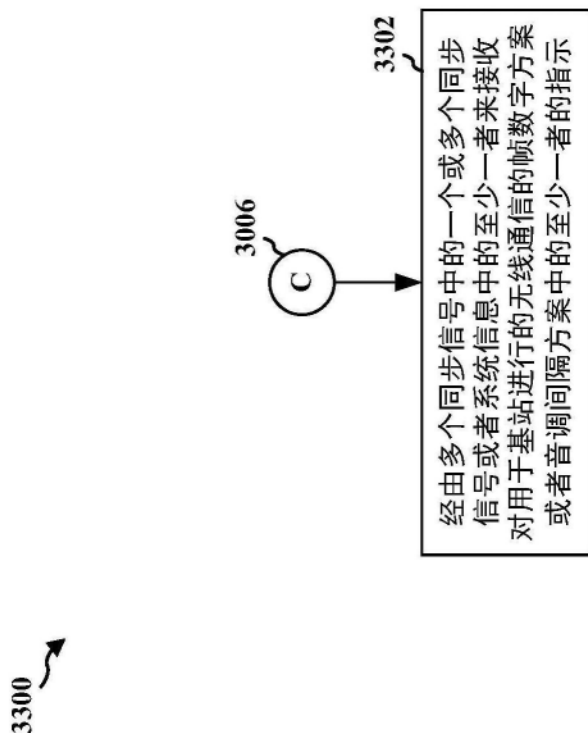 3300
3006
C
3302
经由多个同步信号中的一个或多个同步
信号或者系统信息中的至少一者来接收
对用于基站进行的无线通信的帧数字方案
或者音调间隔方案中的至少一者的指示